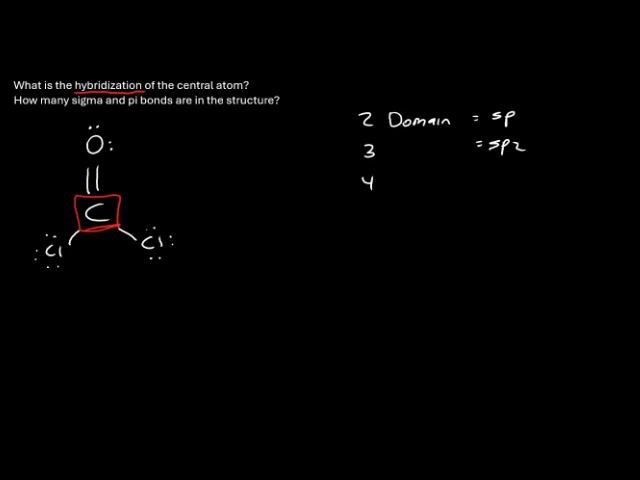 What is the hybridization of the central atom?
How many sigma and pi bonds are in the structure?
2 Domain = sp
3 = sp2
4
O
C
Cl Cl